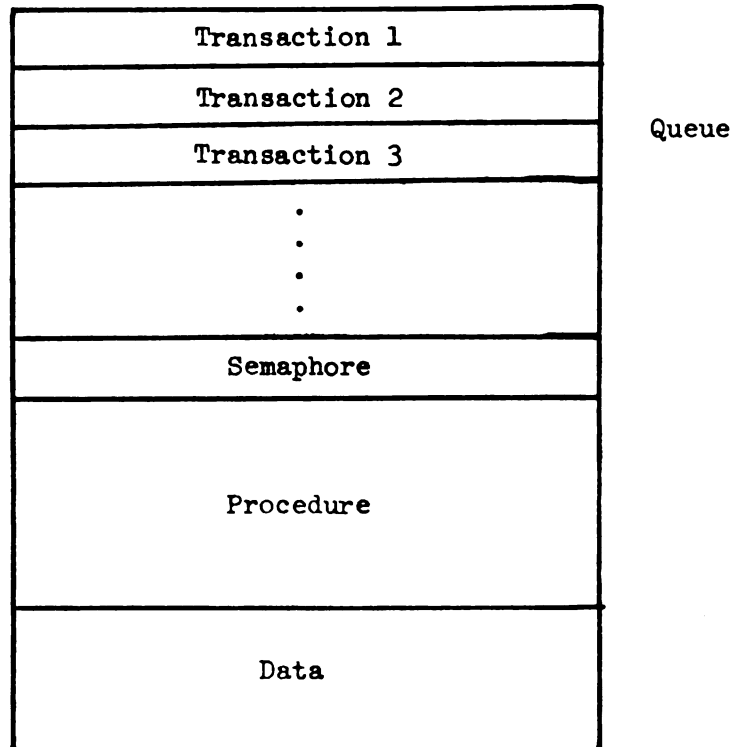 Transaction 1
Transaction 2
Queue
Transaction 3
.
.
.
.
Semaphore
Procedure
Data